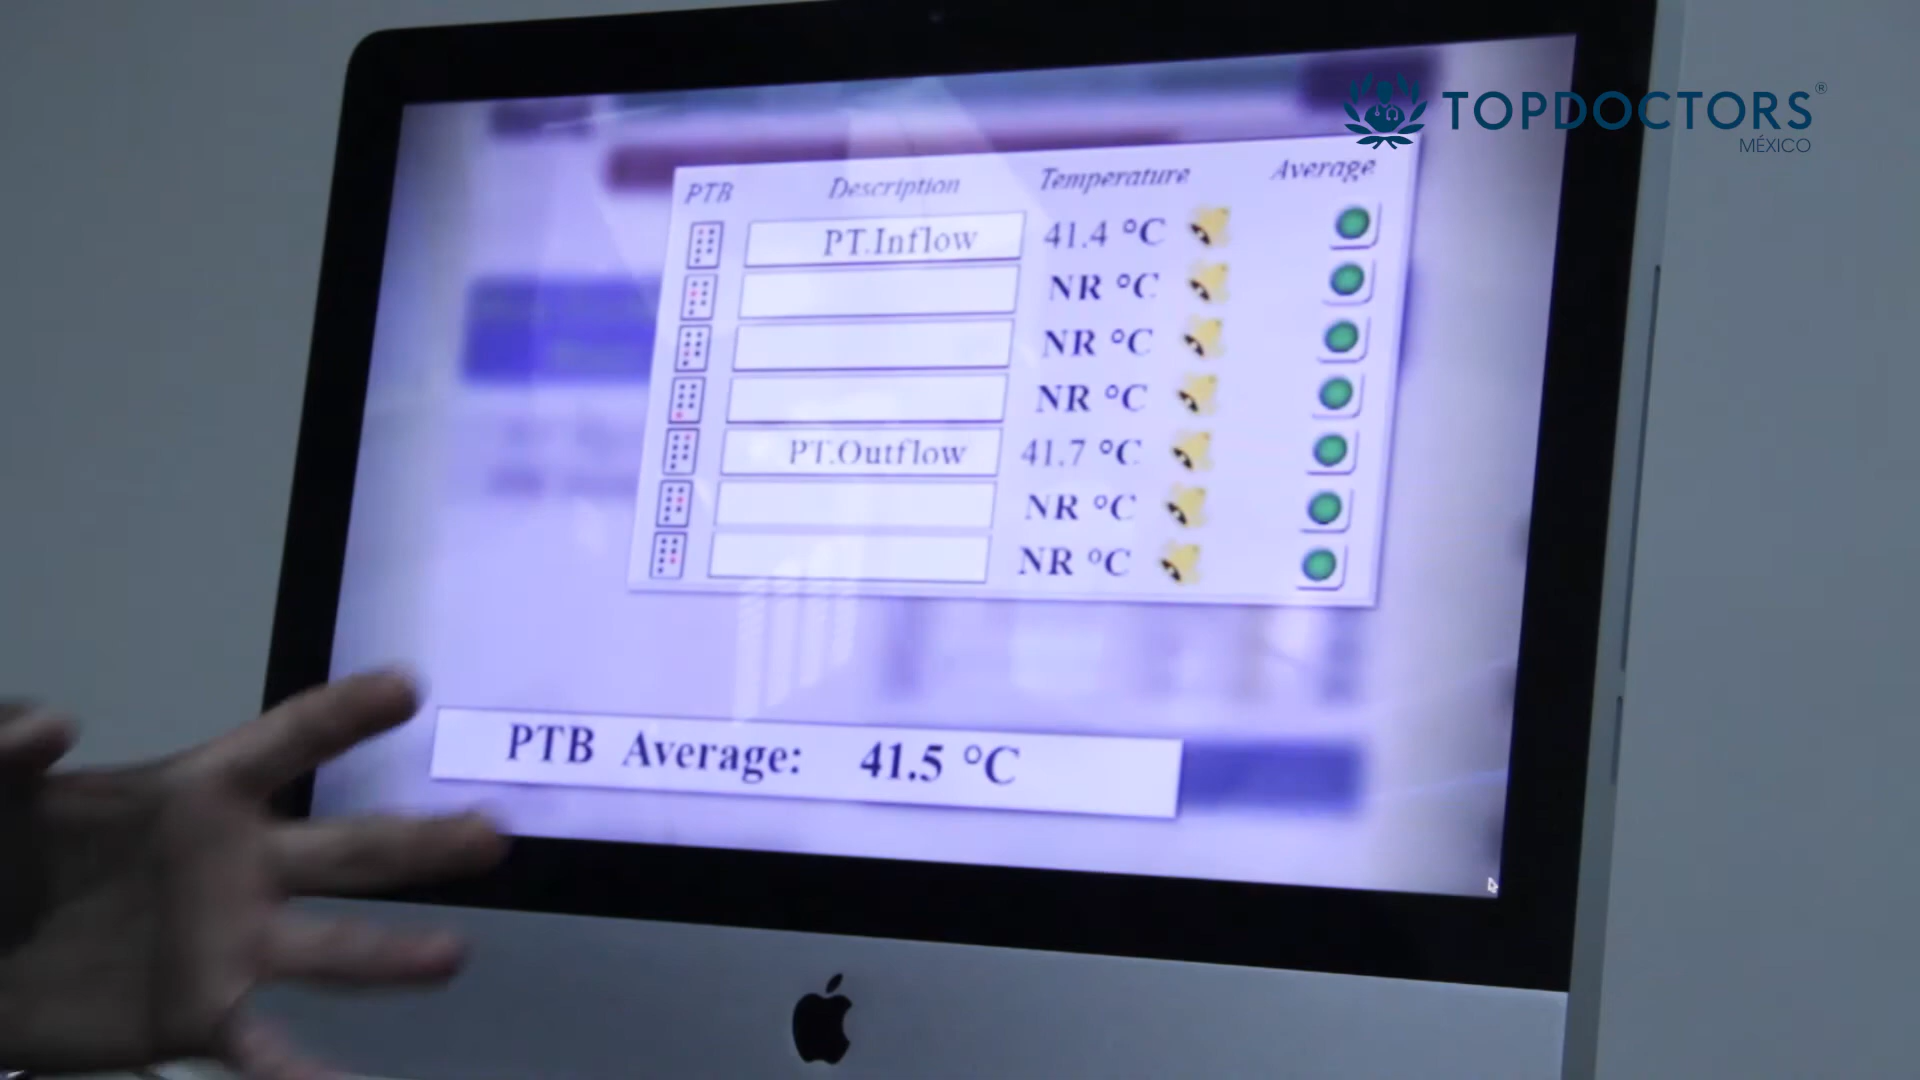 TOPDOCTORS®
MÉXICO
PTB Description Temperature Average
PT.Inflow 41.4 °C
NR °C
NR °C
NR °C
PT.Outflow 41.7 °C
NR °C
NR °C
PTB Average: 41.5 °C